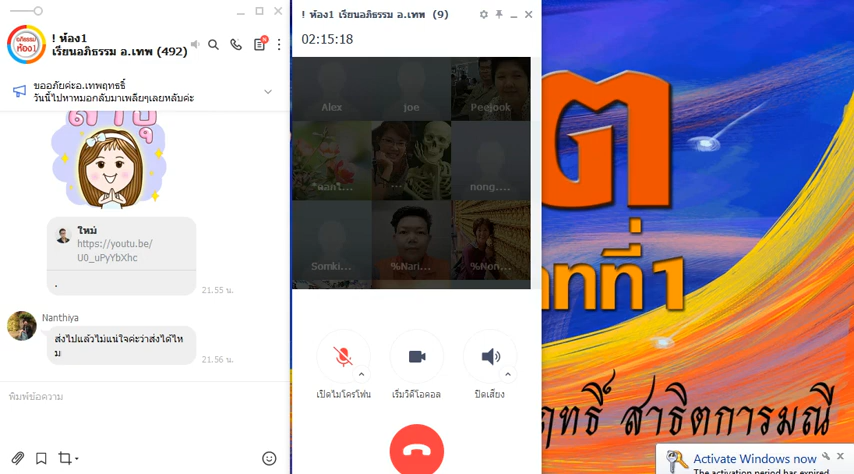 ! ห้อง1
เรียนอภิธรรม อ.เทพ (492)
ขออภัยค่ะอ.เทพฤทธิ์
วันนี้ไปหาหมอกลับมาเพลียๆเลยหลับค่ะ
สาธุ
ใหม่
https://youtu.be/
U0_uPyYbXhc
.
21.55 น.
Nanthiya
ส่งไปแล้วไม่แน่ใจค่ะว่าส่งได้ไห
ม
21.56 น.
พิมพ์ข้อความ
! ห้อง1 เรียนอภิธรรม อ.เทพ (9)
02:15:18
Alex
joe
Peejook
...
nong....
Somki...
%Nari...
%Non...
เปิดไมโครโฟน
เริ่มวิดีโอคอล
ปิดเสียง
ที่1
ฤทธิ์ สาธิตการมณี
Activate Windows now
The activation period has expired